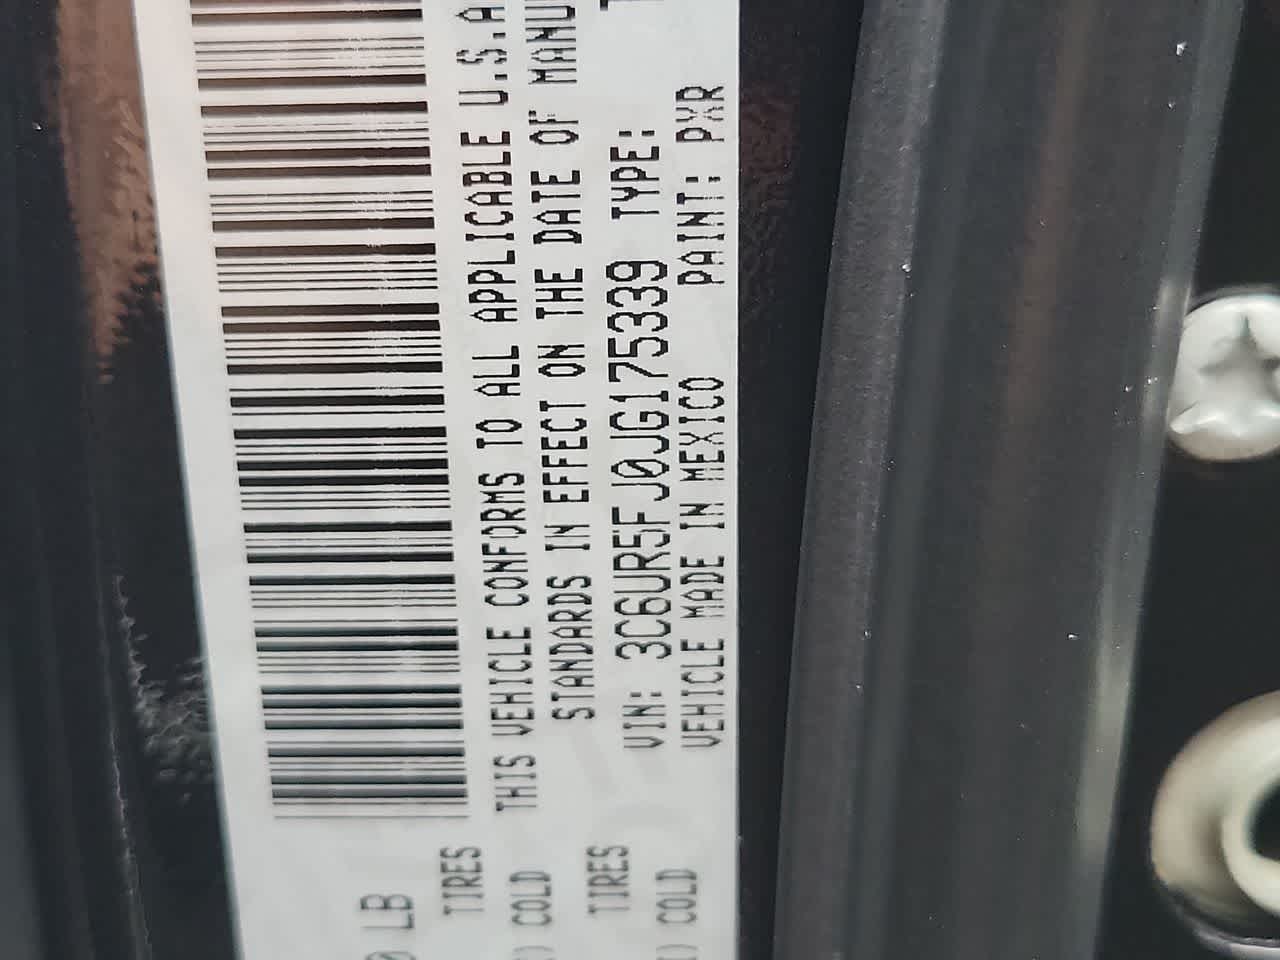 THIS VEHICLE CONFORMS TO ALL APPLICABLE U.S.A
STANDARDS IN EFFECT ON THE DATE OF MANU
VIN: 3C6UR5FJ0JG175339 TYPE:
VEHICLE MADE IN MEXICO PAINT: PXR
0 LB
TIRES
) COLD
TIRES
) COLD